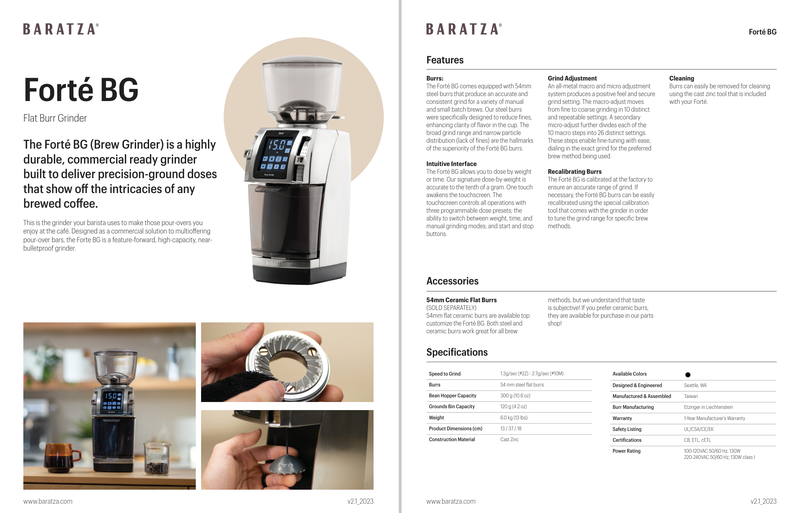 BARATZA®
Forté BG
Flat Burr Grinder
The Forté BG (Brew Grinder) is a highly
durable, commercial ready grinder
built to deliver precision-ground doses
that show off the intricacies of any
brewed coffee.
This is the grinder your barista uses to make those pour-overs you
enjoy at the café. Designed as a commercial solution to multioffering
pour-over bars, the Forte BG is a feature-forward, high-capacity, near-
bulletproof grinder.
www.baratza.com
v2.1_2023
BARATZA®
Forté BG
Features
Burrs:
The Forté BG comes equipped with 54mm
steel burrs that produce an accurate and
consistent grind for a variety of manual
and small batch brews. Our steel burrs
were specifically designed to reduce fines,
enhancing clarity of flavor in the cup. The
broad grind range and narrow particle
distribution (lack of fines) are the hallmarks
of the superiority of the Forté BG burrs.
Intuitive Interface
The Forté BG allows you to dose by weight
or time. Our signature dose-by-weight is
accurate to the tenth of a gram. One touch
awakens the touchscreen. The
touchscreen controls all operations with
three programmable dose presets; the
ability to switch between weight, time, and
manual grinding modes; and start and stop
buttons.
Grind Adjustment
An all-metal macro and micro adjustment
system produces a positive feel and secure
grind setting. The macro-adjust moves
from fine to coarse grinding in 10 distinct
and repeatable settings. A secondary
micro-adjust further divides each of the
10 macro steps into 26 distinct settings.
These steps enable fine-tuning with ease,
dialing in the exact grind for the preferred
brew method being used.
Recalibrating Burrs
The Forté BG is calibrated at the factory to
ensure an accurate range of grind. If
necessary, the Forté BG burrs can be easily
recalibrated using the special calibration
tool that comes with the grinder in order
to tune the grind range for specific brew
methods.
Cleaning
Burrs can easily be removed for cleaning
using the cast zinc tool that is included
with your Forté.
Accessories
54mm Ceramic Flat Burrs
(SOLD SEPARATELY)
54mm flat ceramic burrs are available top
customize the Forté BG. Both steel and
ceramic burrs work great for all brew
methods, but we understand that taste
is subjective! If you prefer ceramic burrs,
they are available for purchase in our parts
shop!
Specifications
Speed to Grind
Burrs 54 mm steel flat burrs
Bean Hopper Capacity 300 g (10.6 oz)
Grounds Bin Capacity 120 g (4.2 oz)
Weight 6.0 kg (13 lbs)
Product Dimensions (cm) 13 / 37 / 18
Construction Material Cast Zinc
Available Colors
Designed & Engineered Seattle, WA
Manufactured & Assembled Taiwan
Burr Manufacturing Etzinger in Liechtenstein
Warranty 1-Year Manufacturer's Warranty
Safety Listing
Certifications CB, ETL, cETL
Power Rating 100-120VAC 50/60 Hz, 130W
220-240VAC 50/60 Hz, 130W
www.baratza.com
v2.1_2023